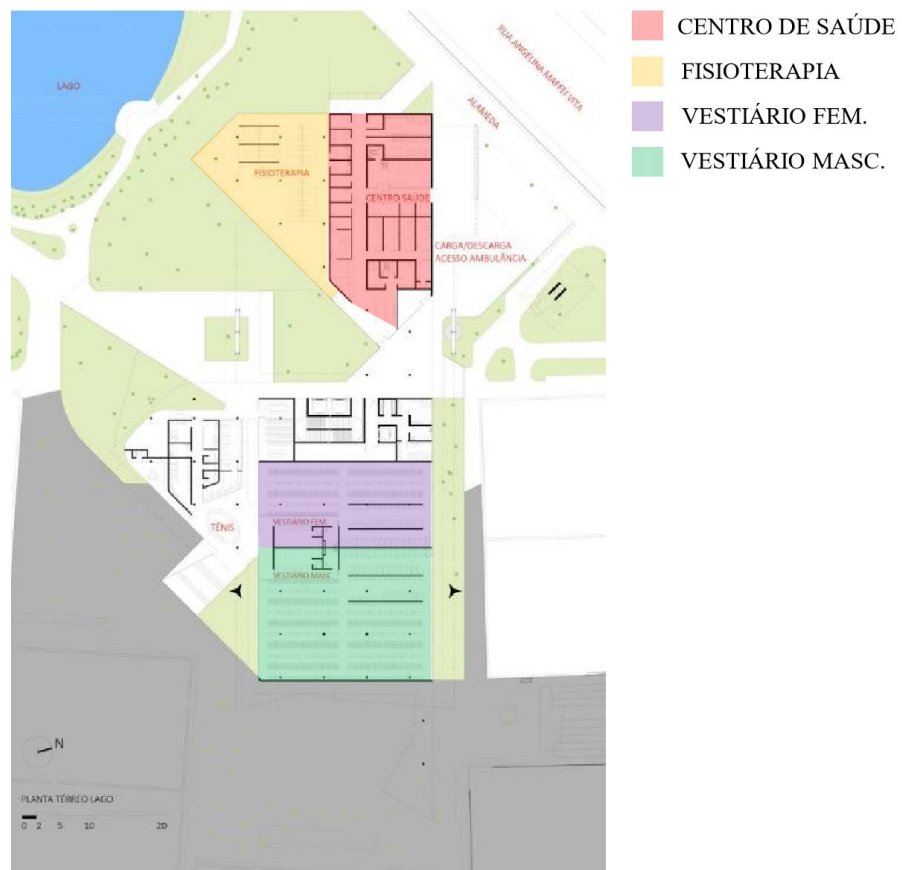 CENTRO DE SAÚDE
FISIOTERAPIA
VESTIÁRIO FEM.
VESTIÁRIO MASC.
LAGO
RUA ANGELINA MAFFEI VITA
ALAMEDA
FISIOTERAPIA
CENTRO SAÚDE
CARGA/DESCARGA
ACESSO AMBULÂNCIA
TÊNIS
VESTIÁRIO FEM.
VESTIÁRIO MASC.
N
PLANTA TÉRREO LAGO
0 2 5 10 20